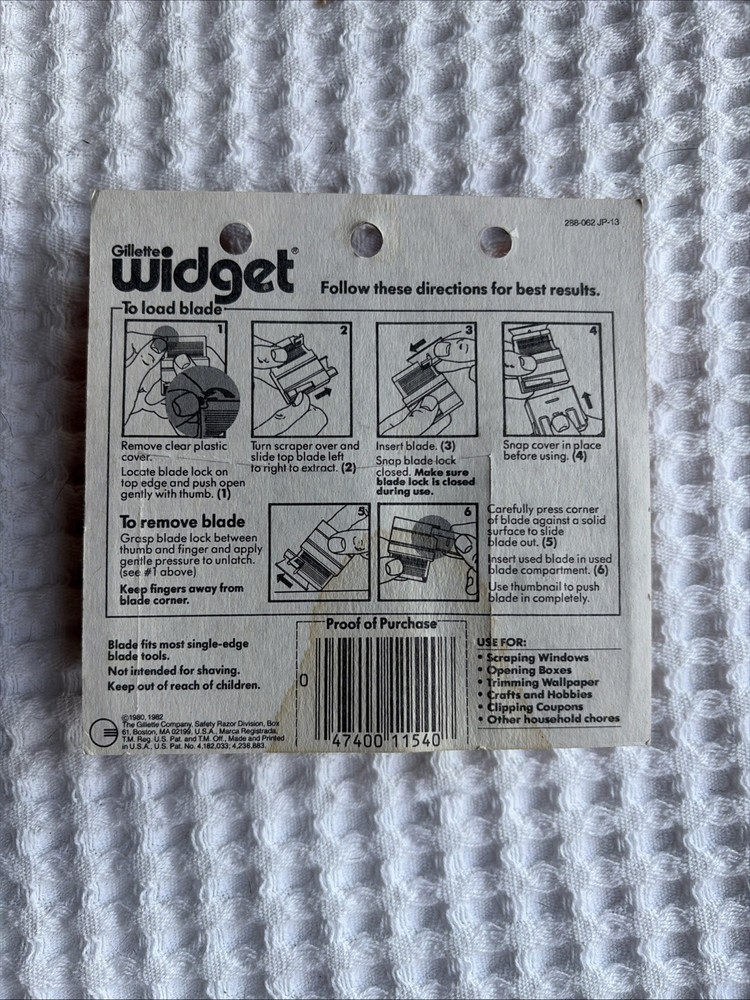 288-062 JP-13
Gillette
widget®
Follow these directions for best results.
To load blade
1
2
3
4
Remove clear plastic
cover.
Locate blade lock on
top edge and push open
gently with thumb. (1)
Turn scraper over and
slide top blade left
to right to extract. (2)
Insert blade. (3)
Snap blade lock
closed. Make sure
blade lock is closed
during use.
Snap cover in place
before using. (4)
To remove blade
Grasp blade lock between
thumb and finger and apply
gentle pressure to unlatch.
(see #1 above)
Keep fingers away from
blade corner.
5
6
Carefully press corner
of blade against a solid
surface to slide
blade out. (5)
Insert used blade in used
blade compartment. (6)
Use thumbnail to push
blade in completely.
Blade fits most single-edge
blade tools.
Not intended for shaving.
Keep out of reach of children.
©1980, 1982
The Gillette Company, Safety Razor Division, Box
61, Boston, MA 02199, U.S.A., Marca Registrada,
T.M. Reg. U.S. Pat. and T.M. Off., Made and Printed
in U.S.A., U.S. Pat. No. 4,182,033; 4,236,883.
Proof of Purchase
0
47400 11540
USE FOR:
• Scraping Windows
• Opening Boxes
• Trimming Wallpaper
• Crafts and Hobbies
• Clipping Coupons
• Other household chores